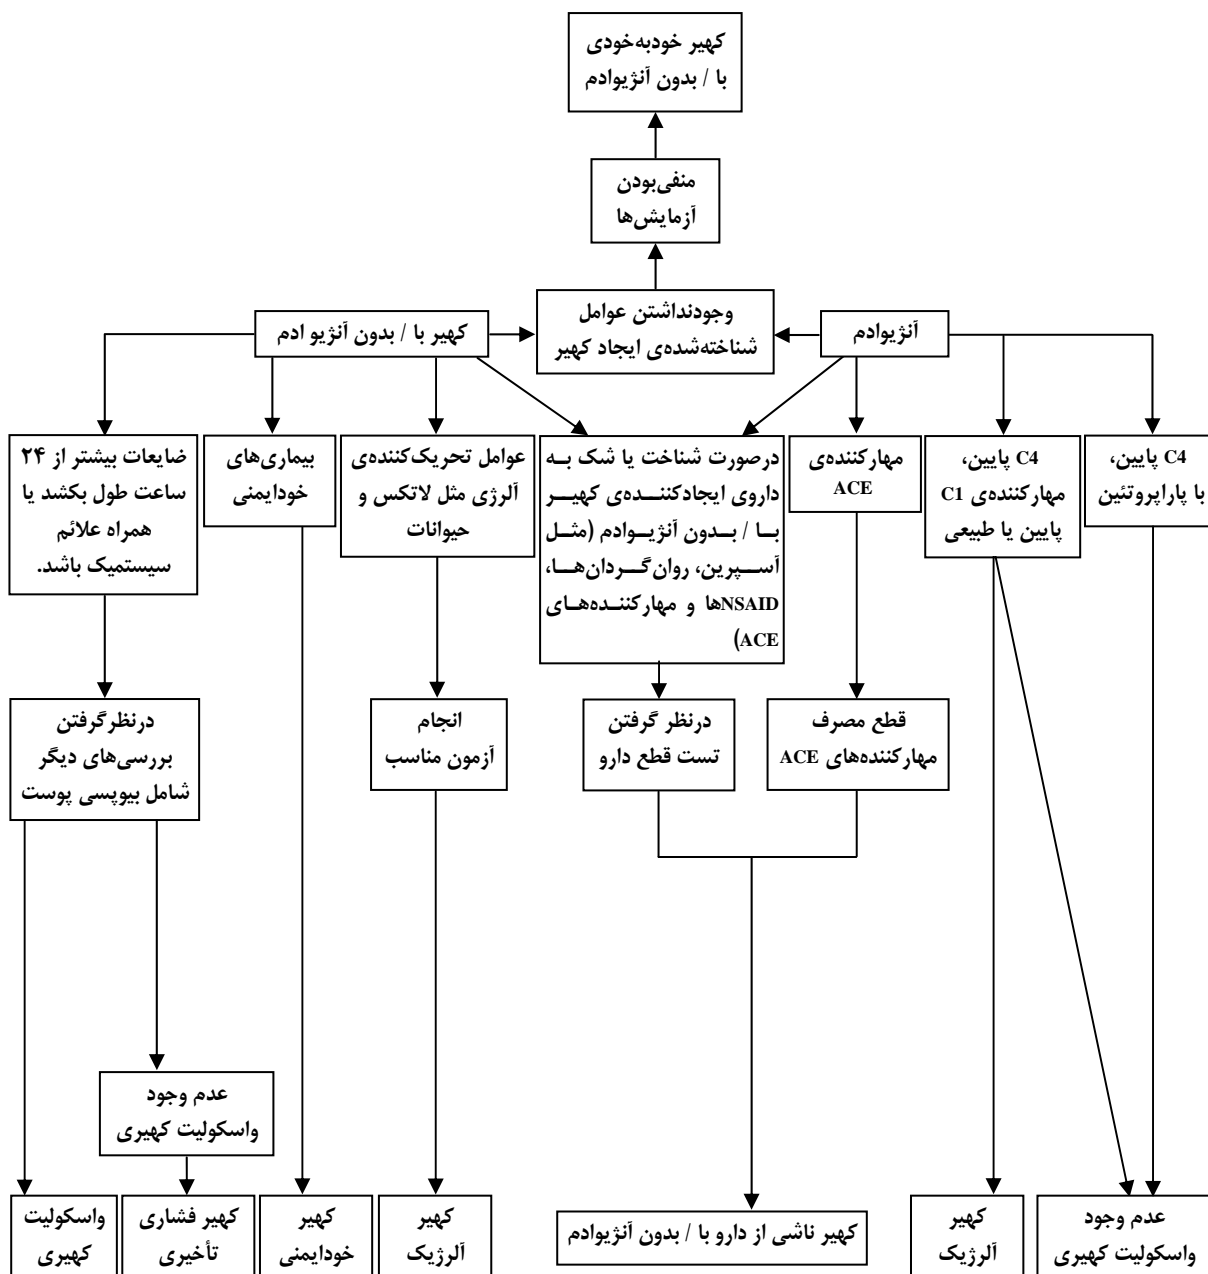 کهیر خودبه‌خودی
با / بدون آنژیوادم
منفی‌بودن
آزمایش‌ها
وجودنداشتن عوامل
شناخته‌شده‌ی ایجاد کهیر
آنژیوادم
کهیر با / بدون آنژیو ادم
C4 پایین،
با پاراپروتئین
C4 پایین،
مهارکننده‌ی C1
پایین یا طبیعی
مهارکننده‌ی
ACE
درصورت شناخت یا شک به
داروی ایجادکننده‌ی کهیر
با / بدون آنژیوادم (مثل
آسپرین، روان‌گردان‌ها،
NSAIDها و مهارکننده‌های
ACE)
عوامل تحریک‌کننده‌ی
آلرژی مثل لاتکس و
حیوانات
بیماری‌های
خودایمنی
ضایعات بیشتر از ۲۴
ساعت طول بکشد یا
همراه علائم
سیستمیک باشد.
قطع مصرف
مهارکننده‌های ACE
درنظر گرفتن
تست قطع دارو
انجام
آزمون مناسب
درنظرگرفتن
بررسی‌های دیگر
شامل بیوپسی پوست
عدم وجود
واسکولیت کهیری
عدم وجود
واسکولیت کهیری
کهیر
آلرژیک
کهیر ناشی از دارو با / بدون آنژیوادم
کهیر
آلرژیک
کهیر
خودایمنی
کهیر فشاری
تأخیری
واسکولیت
کهیری